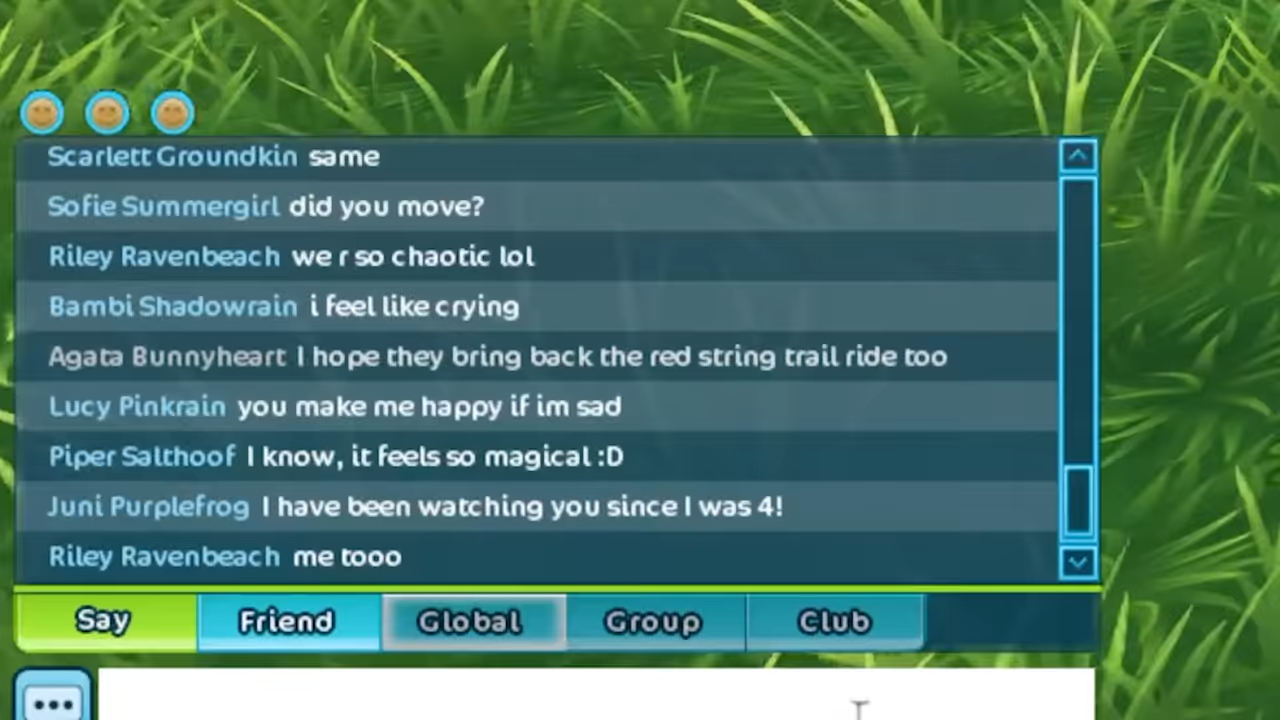 Scarlett Groundkin same
Sofie Summergirl did you move?
Riley Ravenbeach we r so chaotic lol
Bambi Shadowrain i feel like crying
Agata Bunnyheart I hope they bring back the red string trail ride too
Lucy Pinkrain you make me happy if im sad
Piper Salthoof I know, it feels so magical :D
Juni Purplefrog I have been watching you since I was 4!
Riley Ravenbeach me tooo
Say Friend Global Group Club